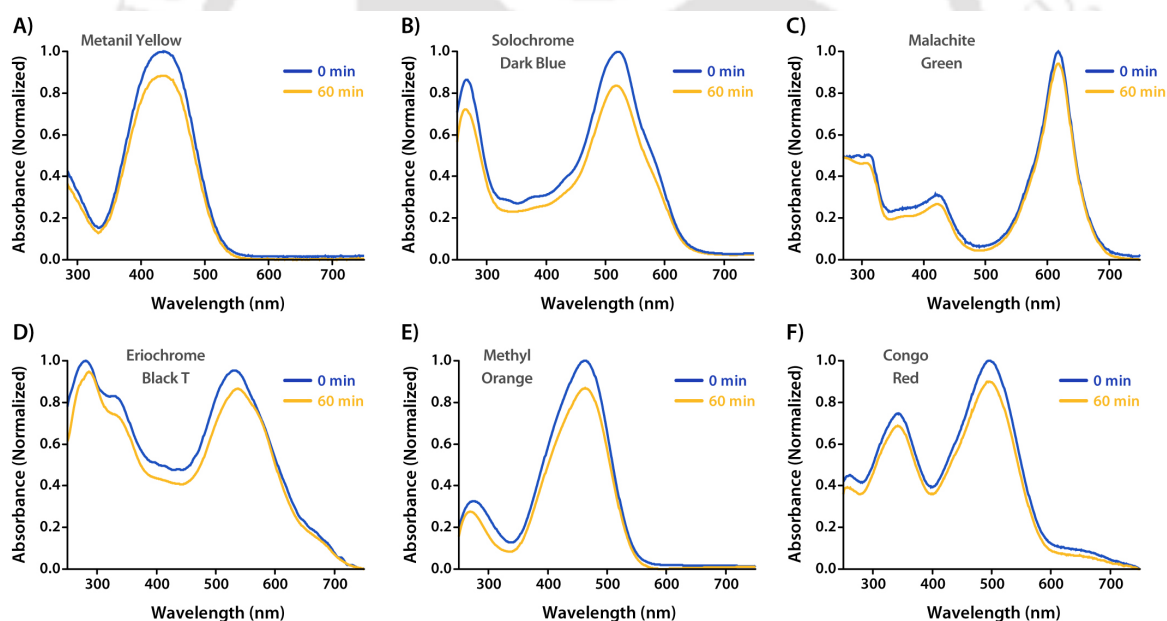 A)
Metanil Yellow
0 min
60 min
Absorbance (Normalized)
1.0
0.8
0.6
0.4
0.2
0.0
300
400
500
600
700
Wavelength (nm)
B)
Solochrome
Dark Blue
0 min
60 min
Absorbance (Normalized)
1.0
0.8
0.6
0.4
0.2
0.0
300
400
500
600
700
Wavelength (nm)
C)
Malachite
Green
0 min
60 min
Absorbance (Normalized)
1.0
0.8
0.6
0.4
0.2
0.0
300
400
500
600
700
Wavelength (nm)
D)
Eriochrome
Black T
0 min
60 min
Absorbance (Normalized)
1.0
0.8
0.6
0.4
0.2
0.0
300
400
500
600
700
Wavelength (nm)
E)
Methyl
Orange
0 min
60 min
Absorbance (Normalized)
1.0
0.8
0.6
0.4
0.2
0.0
300
400
500
600
700
Wavelength (nm)
F)
Congo
Red
0 min
60 min
Absorbance (Normalized)
1.0
0.8
0.6
0.4
0.2
0.0
300
400
500
600
700
Wavelength (nm)